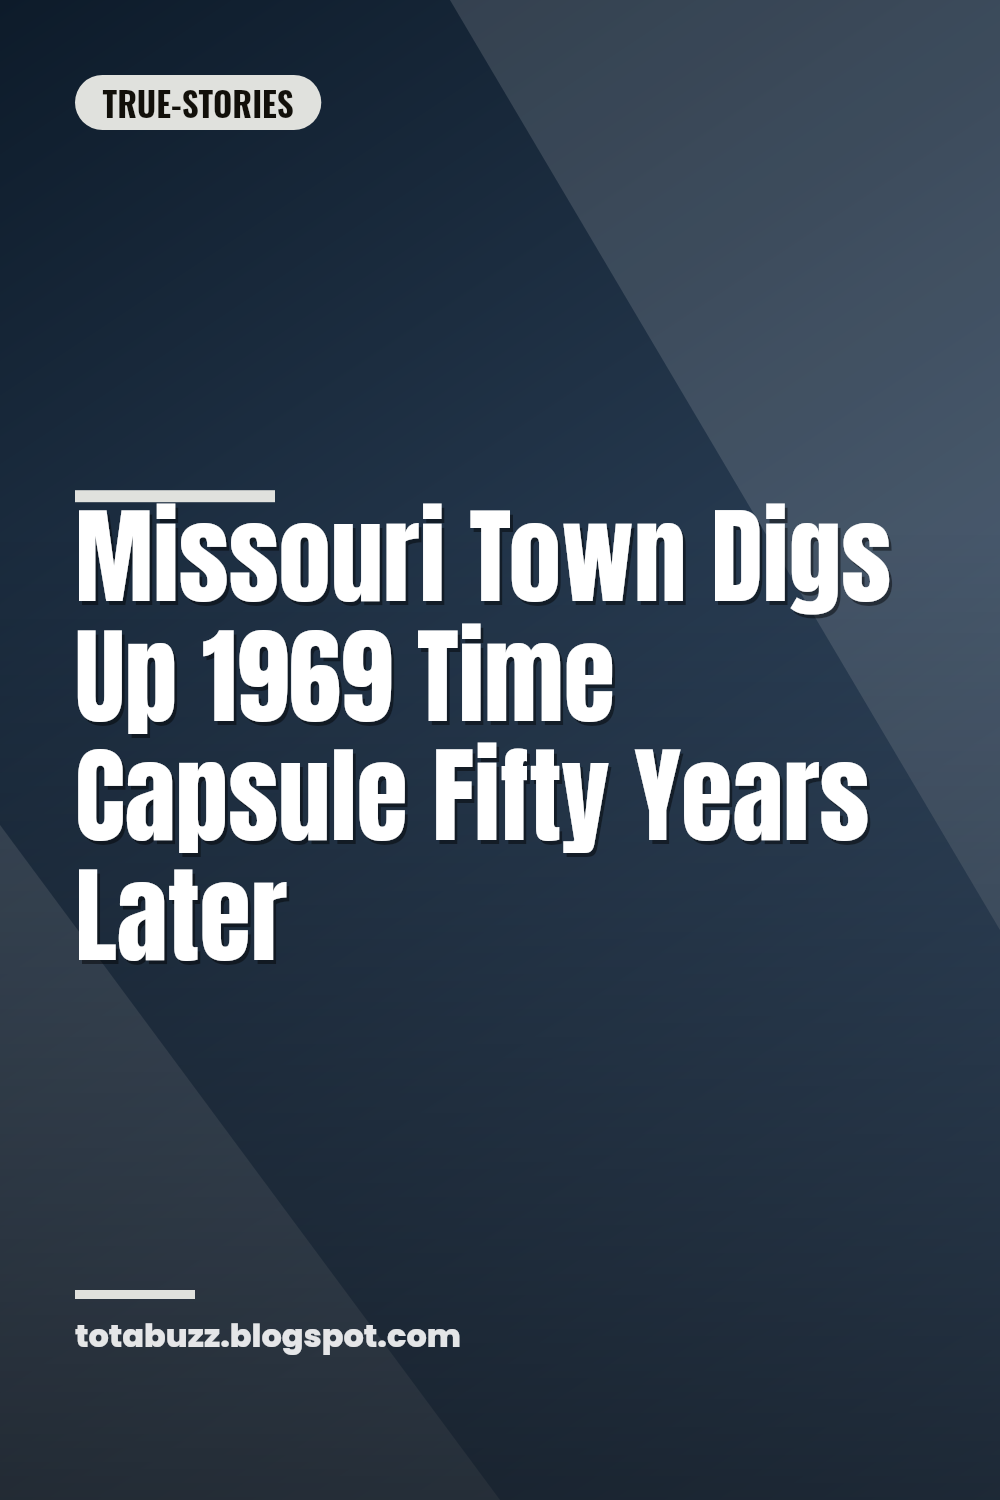 TRUE-STORIES
Missouri Town Digs
Up 1969 Time
Capsule Fifty Years
Later
totabuzz.blogspot.com